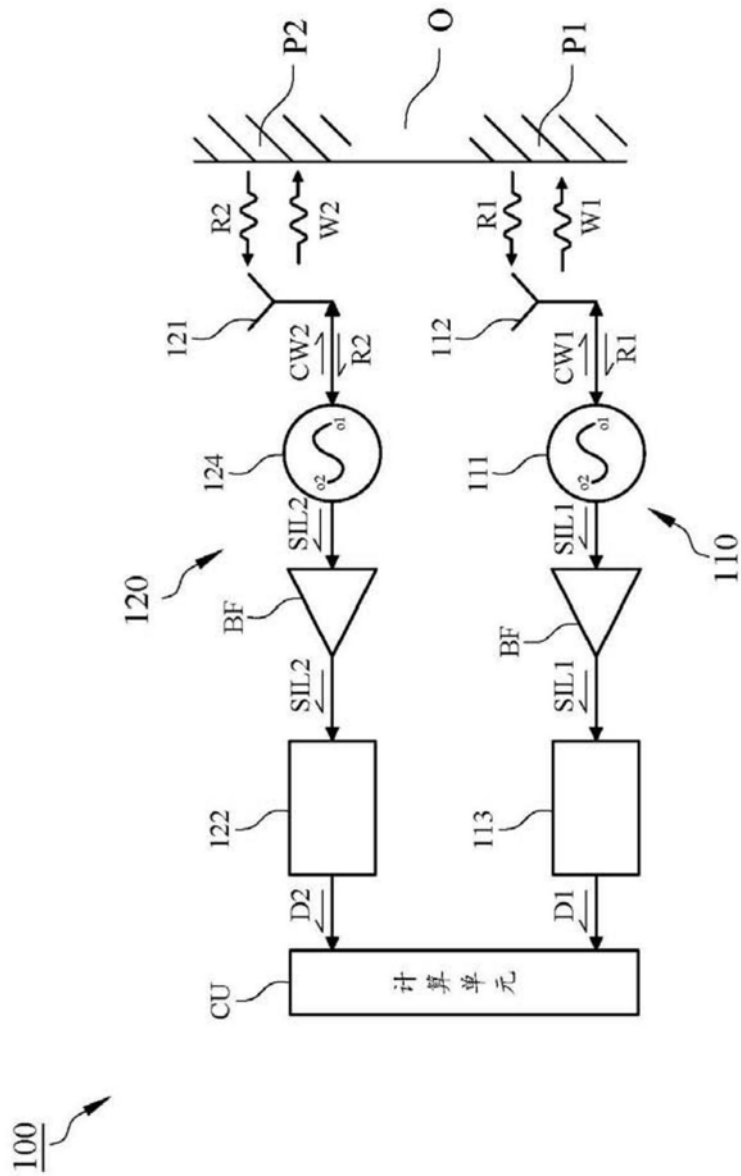 100
CU
计算单元
D2
122
SIL2
BF
SIL2
120
124
o2
o1
CW2
R2
121
R2
W2
P2
O
D1
113
SIL1
BF
SIL1
110
111
o2
o1
CW1
R1
112
R1
W1
P1